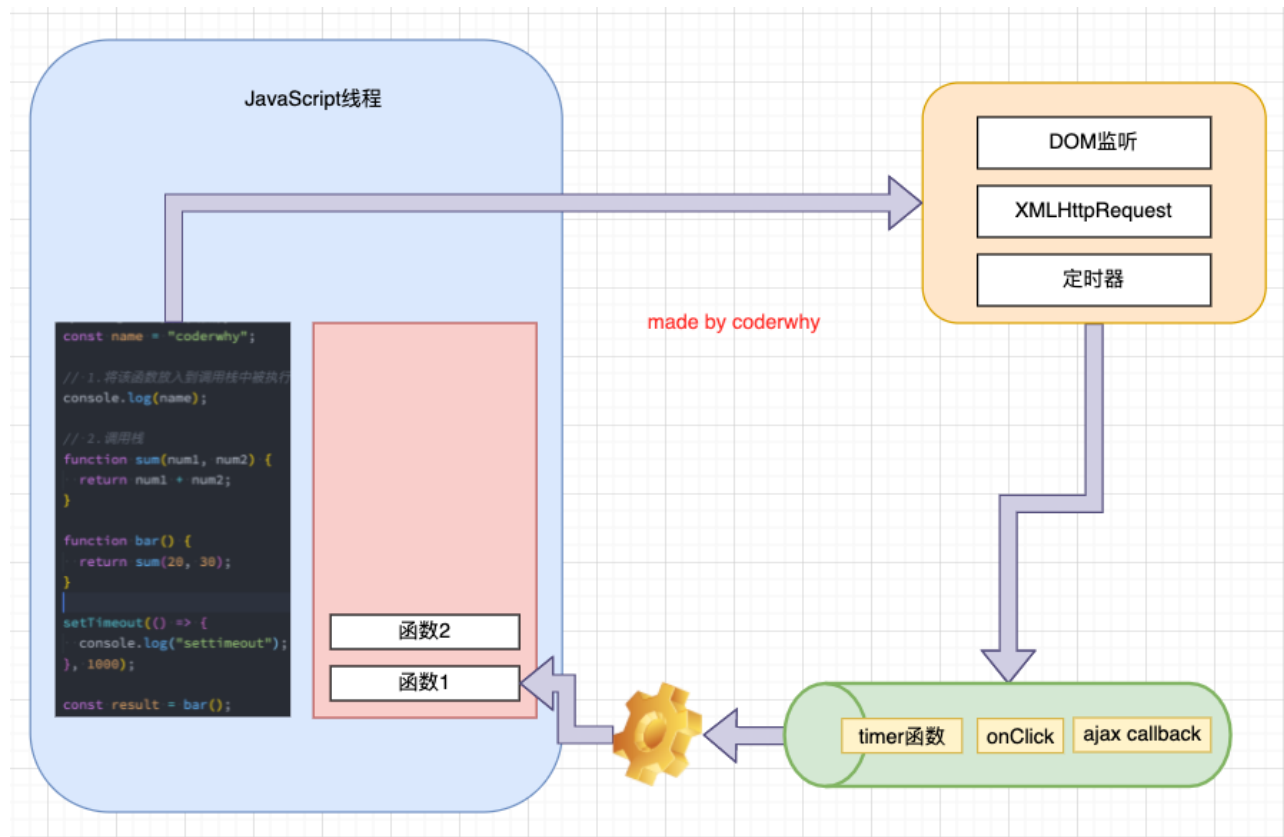 JavaScript线程
DOM监听
XMLHttpRequest
定时器
made by coderwhy
const name = "coderwhy";
// 1.将该函数放入到调用栈中被执行
console.log(name);
// 2.调用栈
function sum(num1, num2) {
return num1 + num2;
}
function bar() {
return sum(20, 30);
}
setTimeout(() => {
console.log("settimeout");
}, 1000);
const result = bar();
函数2
函数1
timer函数
onClick
ajax callback